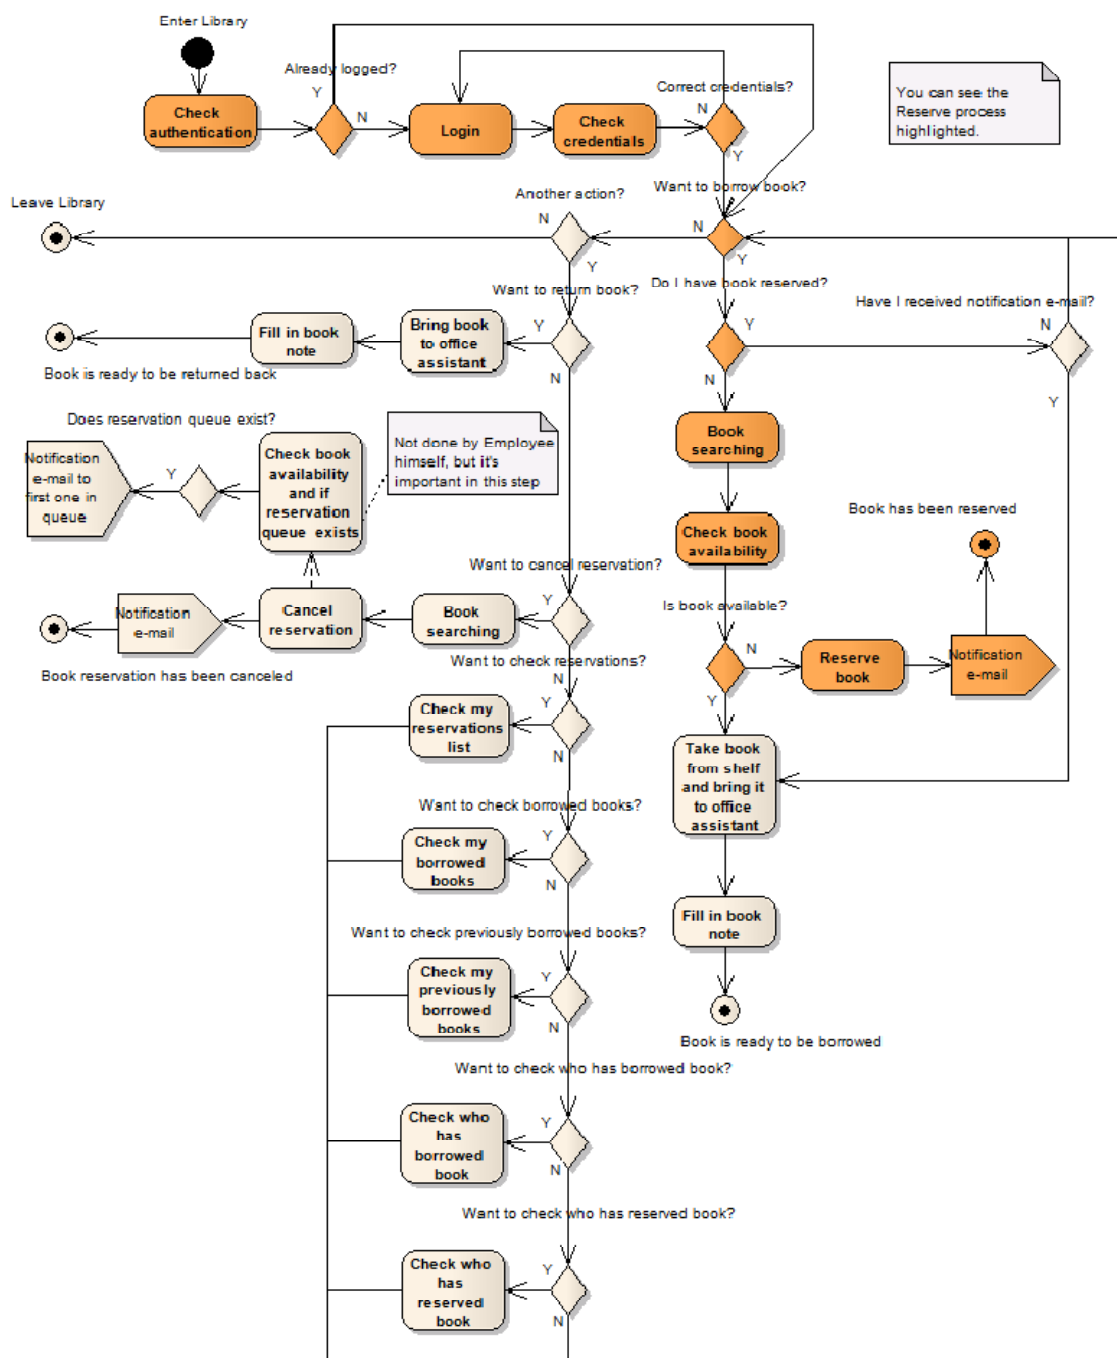 Enter Library
Already logged?
Y
N
Check
authentication
Login
Check
credentials
Correct credentials?
N
Y
You can see the
Reserve process
highlighted.
Another action?
N
Y
Want to borrow book?
N
Y
Leave Library
Want to return book?
Y
N
Do I have book reserved?
Y
N
Have I received notification e-mail?
N
Y
Fill in book
note
Bring book
to office
assistant
Book is ready to be returned back
Does reservation queue exist?
Notification
e-mail to
first one in
queue
Y
Check book
availability
and if
reservation
queue exists
Not done by Employee
himself, but it's
important in this step
Book
searching
Check book
availability
Book has been reserved
Want to cancel reservation?
Y
N
Is book available?
N
Y
Notification
e-mail
Cancel
reservation
Book
searching
Book reservation has been canceled
Reserve
book
Notification
e-mail
Want to check reservations?
Y
N
Check my
reservations
list
Take book
from shelf
and bring it
to office
assistant
Want to check borrowed books?
Y
N
Check my
borrowed
books
Fill in book
note
Want to check previously borrowed books?
Y
N
Check my
previously
borrowed
books
Book is ready to be borrowed
Want to check who has borrowed book?
Y
N
Check who
has
borrowed
book
Want to check who has reserved book?
Y
N
Check who
has
reserved
book